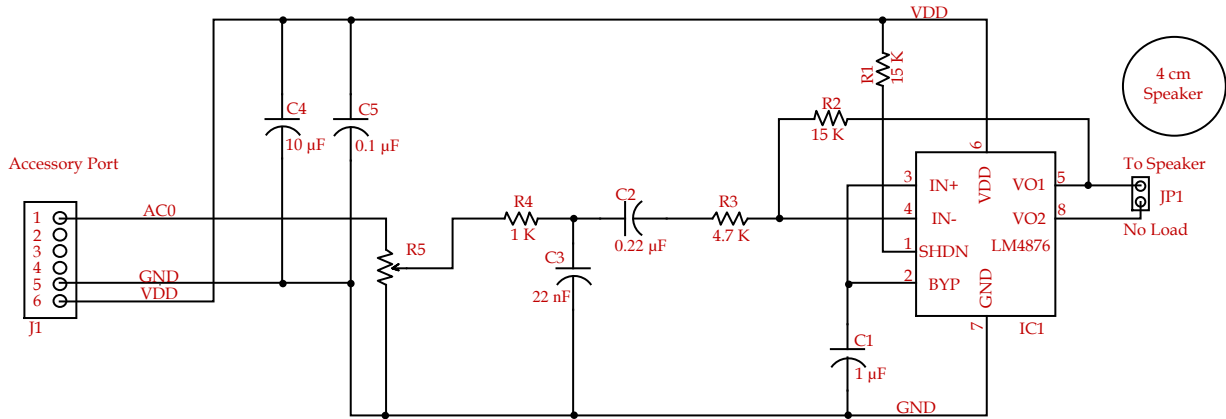 VDD
R1
15 K
4 cm
Speaker
C4
10 µF
C5
0.1 µF
R2
15 K
6
Accessory Port
To Speaker
3
IN+
VDD
VO1
5
JP1
1
AC0
C2
0.22 µF
R4
1 K
R3
4.7 K
4
IN-
VO2
8
No Load
2
3
4
R5
C3
22 nF
1
SHDN
LM4876
5
GND
2
BYP
GND
6
VDD
J1
7
IC1
C1
1 µF
GND